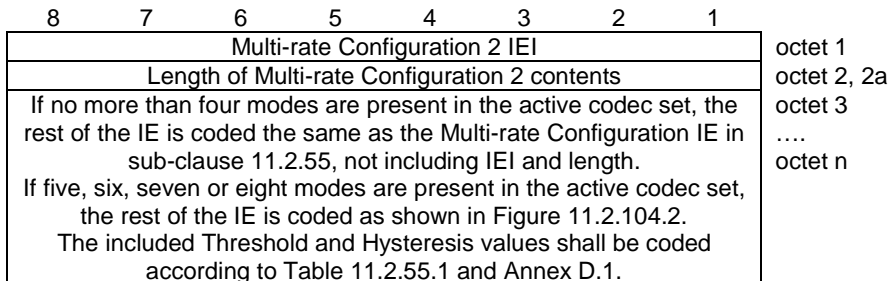 8 7 6 5 4 3 2 1
Multi-rate Configuration 2 IEI octet 1
Length of Multi-rate Configuration 2 contents octet 2, 2a
If no more than four modes are present in the active codec set, the octet 3
rest of the IE is coded the same as the Multi-rate Configuration IE in ….
sub-clause 11.2.55, not including IEI and length. octet n
If five, six, seven or eight modes are present in the active codec set,
the rest of the IE is coded as shown in Figure 11.2.104.2.
The included Threshold and Hysteresis values shall be coded
according to Table 11.2.55.1 and Annex D.1.